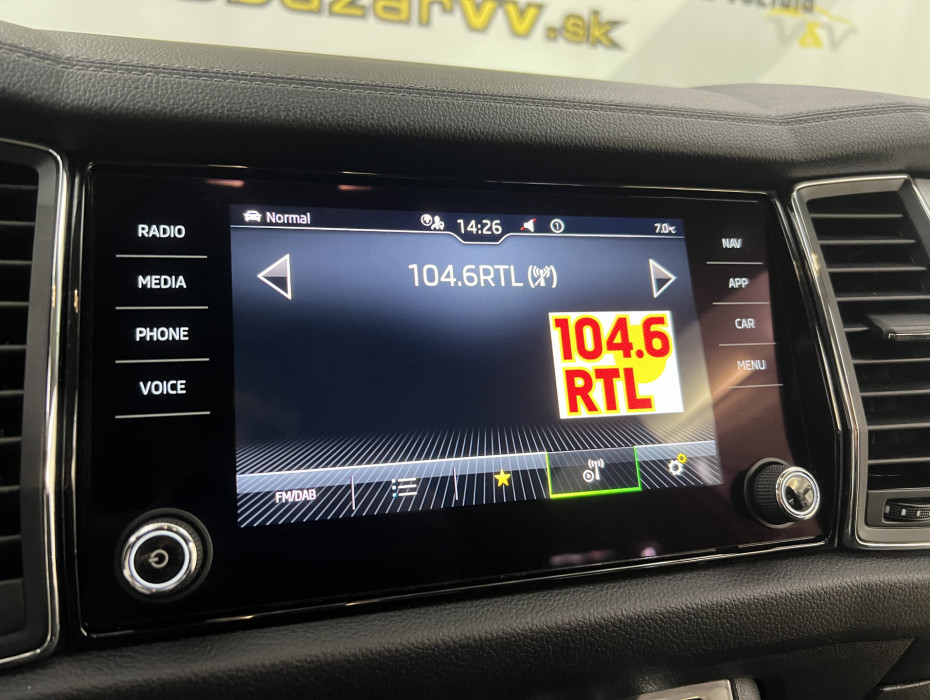 bazarvv.sk
V&V
RADIO
MEDIA
PHONE
VOICE
Normal
14:26
1
7.0°C
104.6RTL
104.6
RTL
FM/DAB
NAV
APP
CAR
MENU